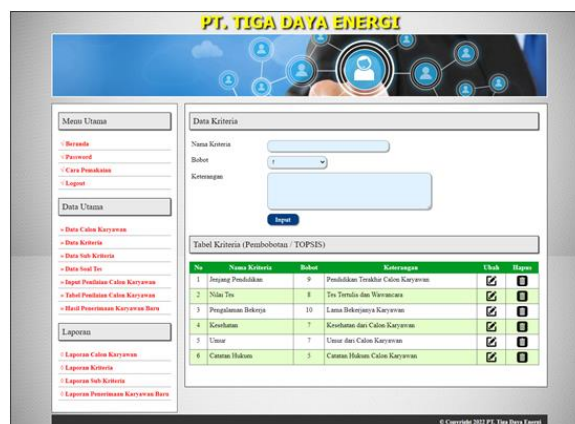 PT. TIGA DAYA ENERGI
Menu Utama
Beranda
Password
Cara Pemakaian
Logout
Data Utama
» Data Calon Karyawan
» Data Kriteria
» Data Sub Kriteria
» Data Soal Tes
» Input Penilaian Calon Karyawan
» Tabel Penilaian Calon Karyawan
» Hasil Penerimaan Karyawan Baru
Laporan
Laporan Calon Karyawan
Laporan Kriteria
Laporan Sub Kriteria
Laporan Penerimaan Karyawan Baru
Data Kriteria
Nama Kriteria
Bobot
Keterangan
Input
Tabel Kriteria (Pembobotan / TOPSIS)
No Nama Kriteria Bobot Keterangan Ubah Hapus
1 Jenjang Pendidikan 9 Pendidikan Terakhir Calon Karyawan
2 Nilai Tes 8 Tes Tertulis dan Wawancara
3 Pengalaman Bekerja 10 Lama Bekerjanya Karyawan
4 Kesehatan 7 Kesehatan dari Calon Karyawan
5 Umur 7 Umur dari Calon Karyawan
6 Catatan Hukum 5 Catatan Hukum Calon Karyawan
© Copyright 2022 PT. Tiga Daya Energi